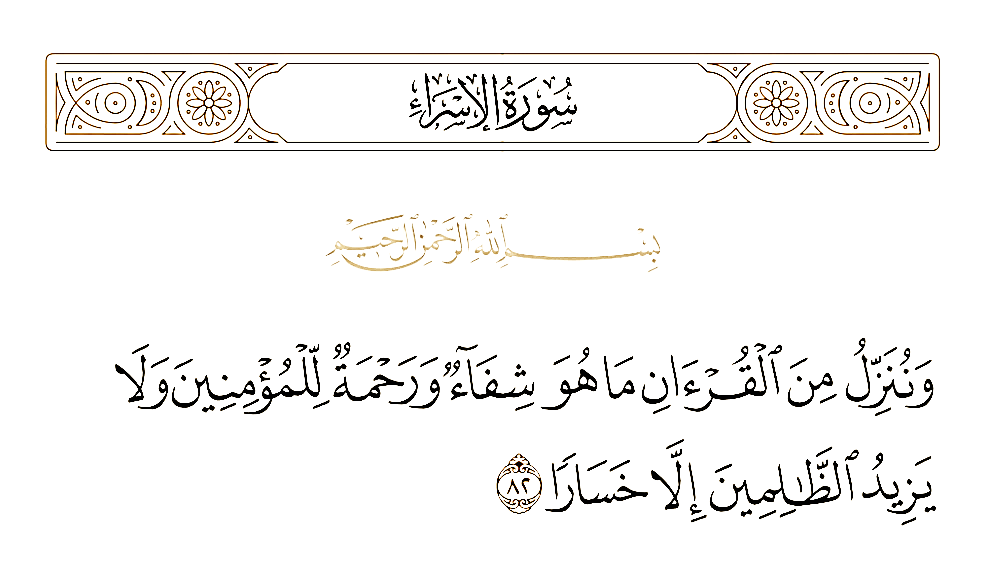 سُورَةُ الإِسْرَاءِ
بِسْمِ ٱللَّهِ ٱلرَّحْمَٰنِ ٱلرَّحِيمِ
وَنُنَزِّلُ مِنَ ٱلْقُرْءَانِ مَا هُوَ شِفَآءٌ وَرَحْمَةٌ لِّلْمُؤْمِنِينَ وَلَا
يَزِيدُ ٱلظَّٰلِمِينَ إِلَّا خَسَارًا ٨٢